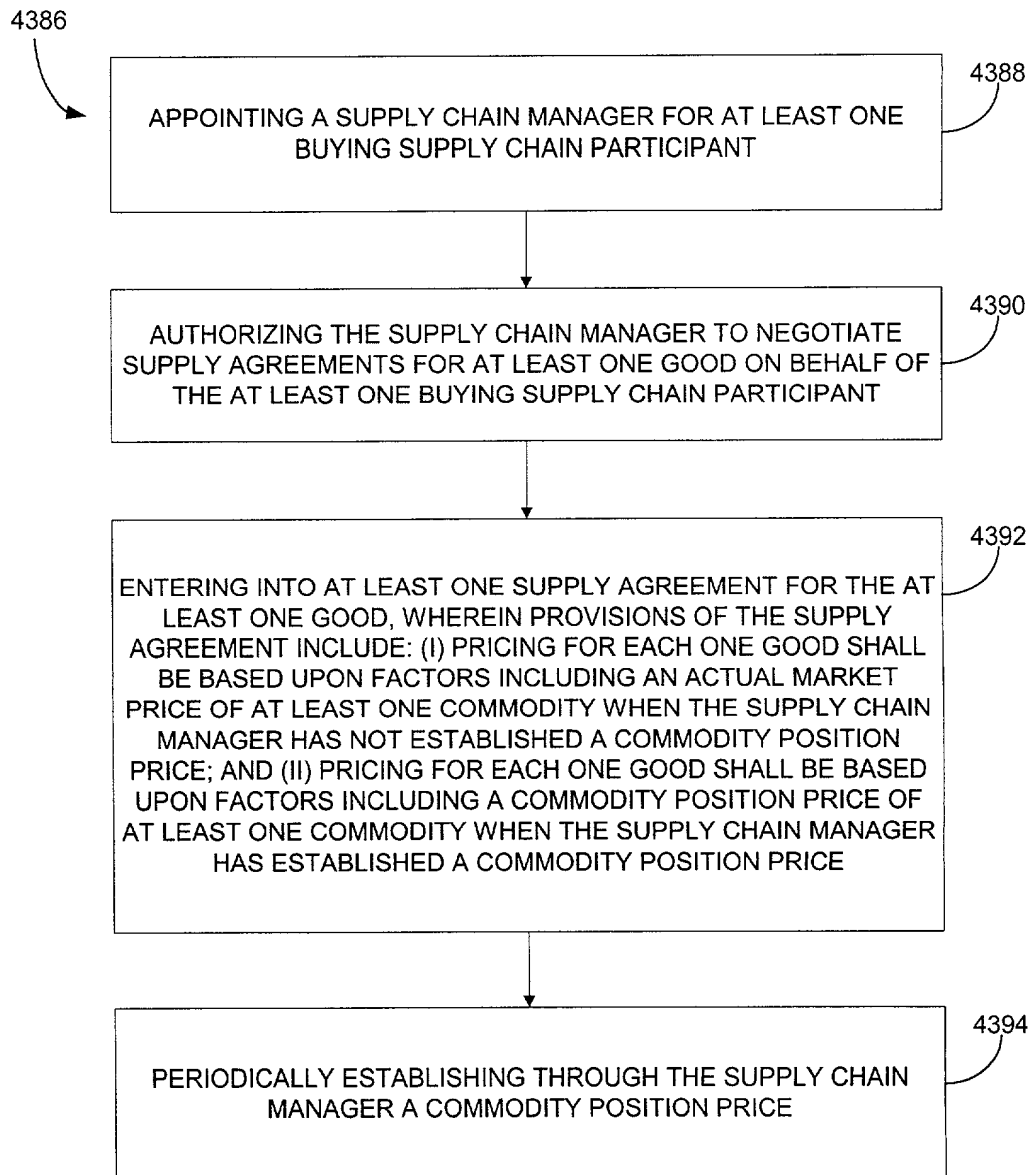 4386
4388
APPOINTING A SUPPLY CHAIN MANAGER FOR AT LEAST ONE
BUYING SUPPLY CHAIN PARTICIPANT
4390
AUTHORIZING THE SUPPLY CHAIN MANAGER TO NEGOTIATE
SUPPLY AGREEMENTS FOR AT LEAST ONE GOOD ON BEHALF OF
THE AT LEAST ONE BUYING SUPPLY CHAIN PARTICIPANT
4392
ENTERING INTO AT LEAST ONE SUPPLY AGREEMENT FOR THE AT
LEAST ONE GOOD, WHEREIN PROVISIONS OF THE SUPPLY
AGREEMENT INCLUDE: (I) PRICING FOR EACH ONE GOOD SHALL
BE BASED UPON FACTORS INCLUDING AN ACTUAL MARKET
PRICE OF AT LEAST ONE COMMODITY WHEN THE SUPPLY CHAIN
MANAGER HAS NOT ESTABLISHED A COMMODITY POSITION
PRICE; AND (II) PRICING FOR EACH ONE GOOD SHALL BE BASED
UPON FACTORS INCLUDING A COMMODITY POSITION PRICE OF
AT LEAST ONE COMMODITY WHEN THE SUPPLY CHAIN MANAGER
HAS ESTABLISHED A COMMODITY POSITION PRICE
4394
PERIODICALLY ESTABLISHING THROUGH THE SUPPLY CHAIN
MANAGER A COMMODITY POSITION PRICE